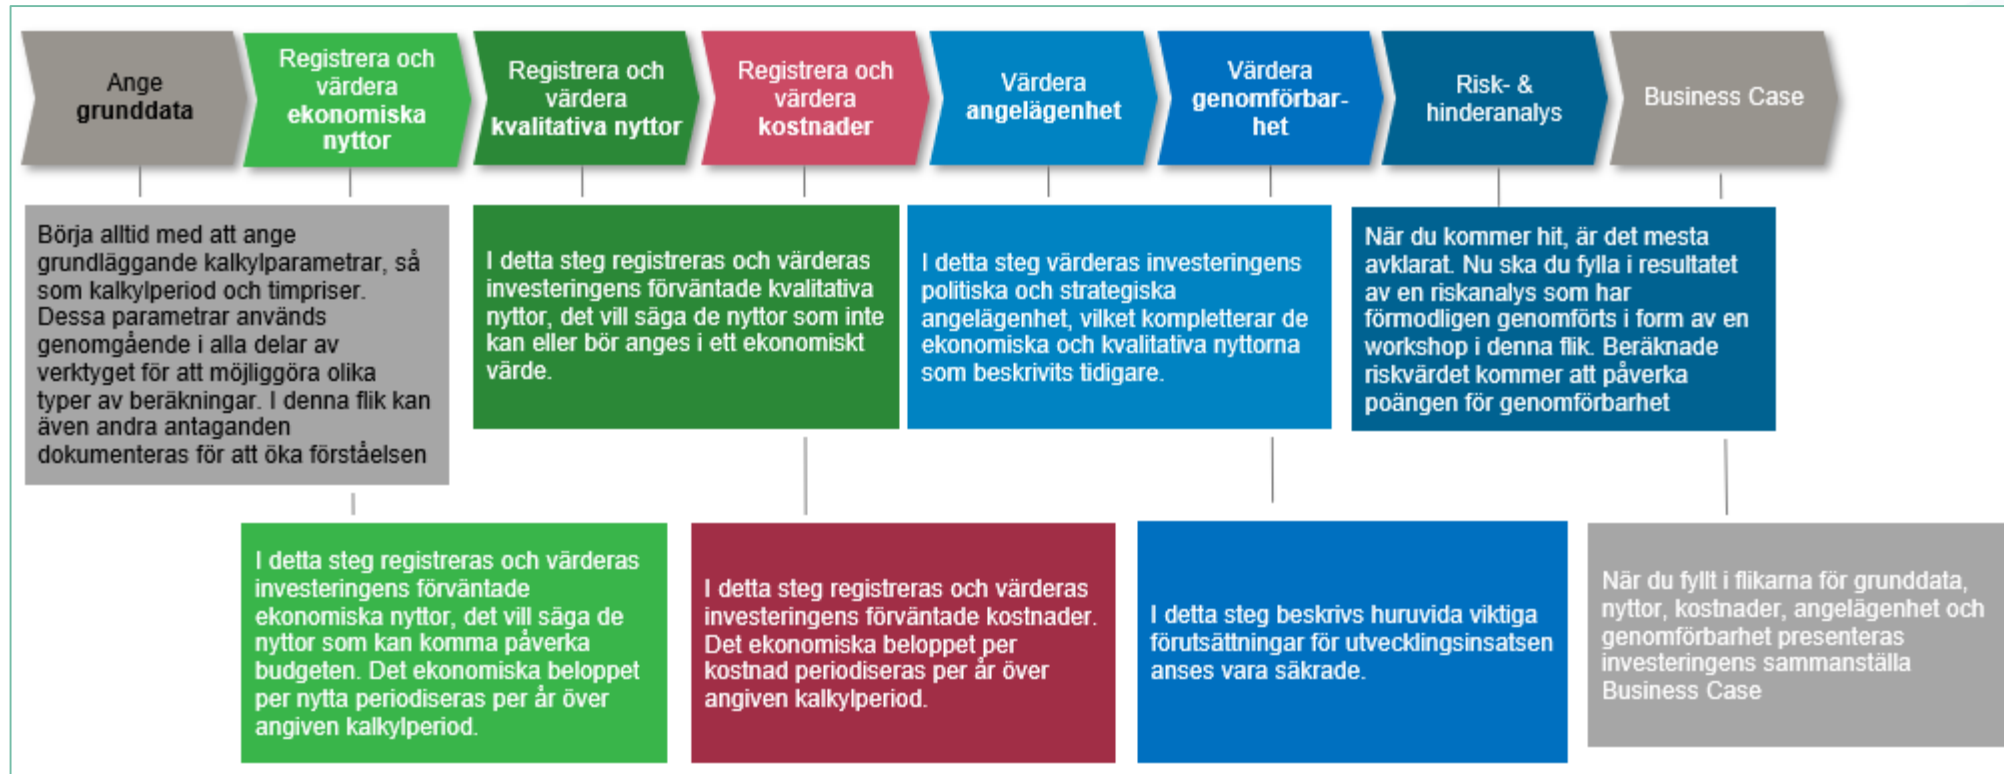 Ange
grunddata
Registrera och
värdera
ekonomiska
nyttor
Registrera och
värdera
kvalitativa nyttor
Registrera och
värdera
kostnader
Värdera
angelägenhet
Värdera
genomförbar-
het
Risk- &
hinderanalys
Business Case
Börja alltid med att ange
grundläggande kalkylparametrar, så
som kalkylperiod och timpriser.
Dessa parametrar används
genomgående i alla delar av
verktyget för att möjliggöra olika
typer av beräkningar. I denna flik kan
även andra antaganden
dokumenteras för att öka förståelsen
I detta steg registreras och värderas
investeringens förväntade kvalitativa
nyttor, det vill säga de nyttor som inte
kan eller bör anges i ett ekonomiskt
värde.
I detta steg värderas investeringens
politiska och strategiska
angelägenhet, vilket kompletterar de
ekonomiska och kvalitativa nyttorna
som beskrivits tidigare.
När du kommer hit, är det mesta
avklarat. Nu ska du fylla i resultatet
av en riskanalys som har
förmodligen genomförts i form av en
workshop i denna flik. Beräknade
riskvärdet kommer att påverka
poängen för genomförbarhet
I detta steg registreras och värderas
investeringens förväntade
ekonomiska nyttor, det vill säga de
nyttor som kan komma påverka
budgeten. Det ekonomiska beloppet
per nytta periodiseras per år över
angiven kalkylperiod.
I detta steg registreras och värderas
investeringens förväntade kostnader.
Det ekonomiska beloppet per
kostnad periodiseras per år över
angiven kalkylperiod.
I detta steg beskrivs huruvida viktiga
förutsättningar för utvecklingsinsatsen
anses vara säkrade.
När du fyllt i flikarna för grunddata,
nyttor, kostnader, angelägenhet och
genomförbarhet presenteras
investeringens sammanställa
Business Case